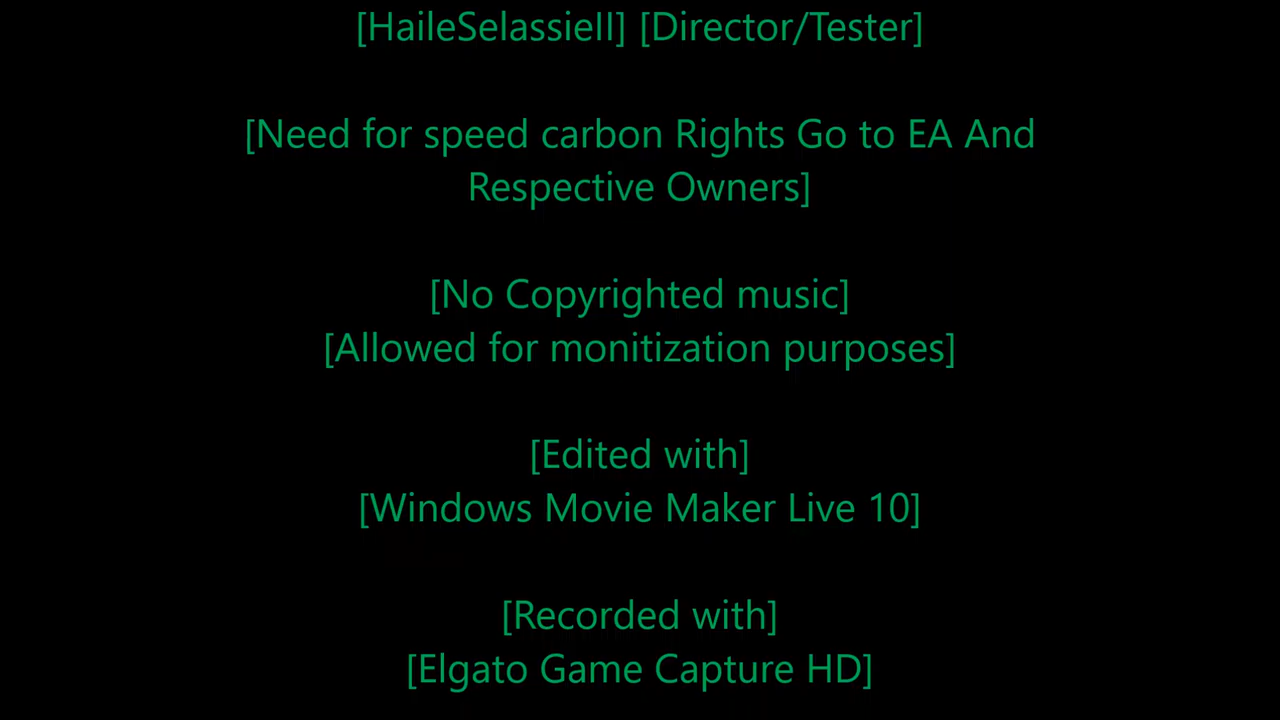 [HaileSelassieII] [Director/Tester]
[Need for speed carbon Rights Go to EA And
Respective Owners]
[No Copyrighted music]
[Allowed for monitization purposes]
[Edited with]
[Windows Movie Maker Live 10]
[Recorded with]
[Elgato Game Capture HD]